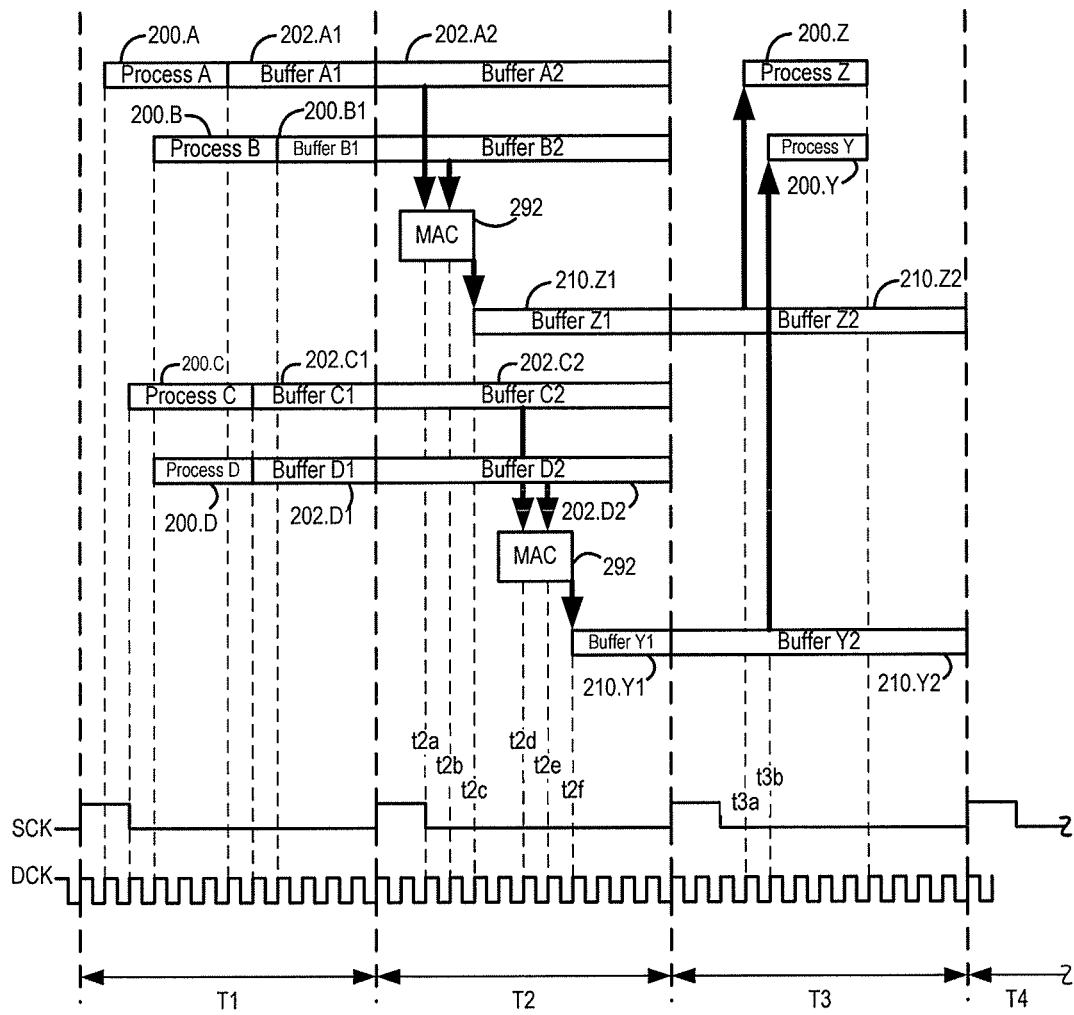 200.A 202.A1 202.A2 200.Z
Process A Buffer A1 Buffer A2 Process Z
200.B 200.B1
Process B Buffer B1 Buffer B2 Process Y
200.Y
292
MAC
210.Z1 210.Z2
Buffer Z1 Buffer Z2
200.C 202.C1 202.C2
Process C Buffer C1 Buffer C2
Process D Buffer D1 Buffer D2
200.D 202.D1 202.D2
MAC 292
Buffer Y1 Buffer Y2
210.Y1 210.Y2
t2a t2d
t2b t2e t3b
t2c t2f t3a
SCK
DCK
T1 T2 T3 T4